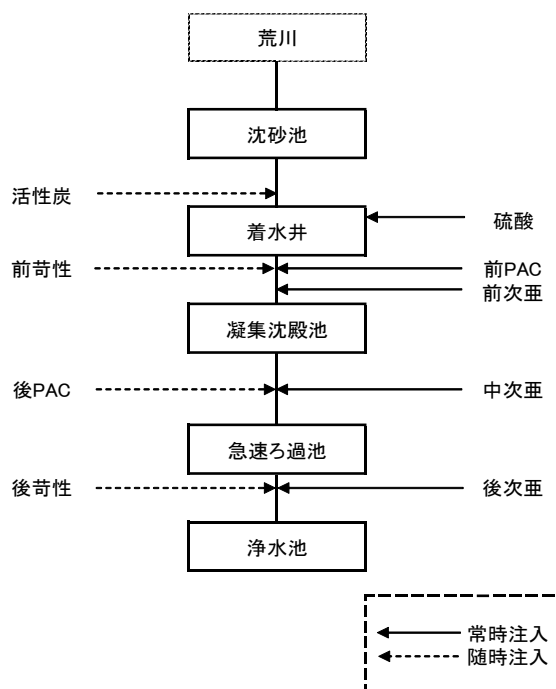 荒川
沈砂池
活性炭
着水井
硫酸
前苛性
前PAC
前次亜
凝集沈殿池
後PAC
中次亜
急速ろ過池
後苛性
後次亜
浄水池
常時注入
随時注入